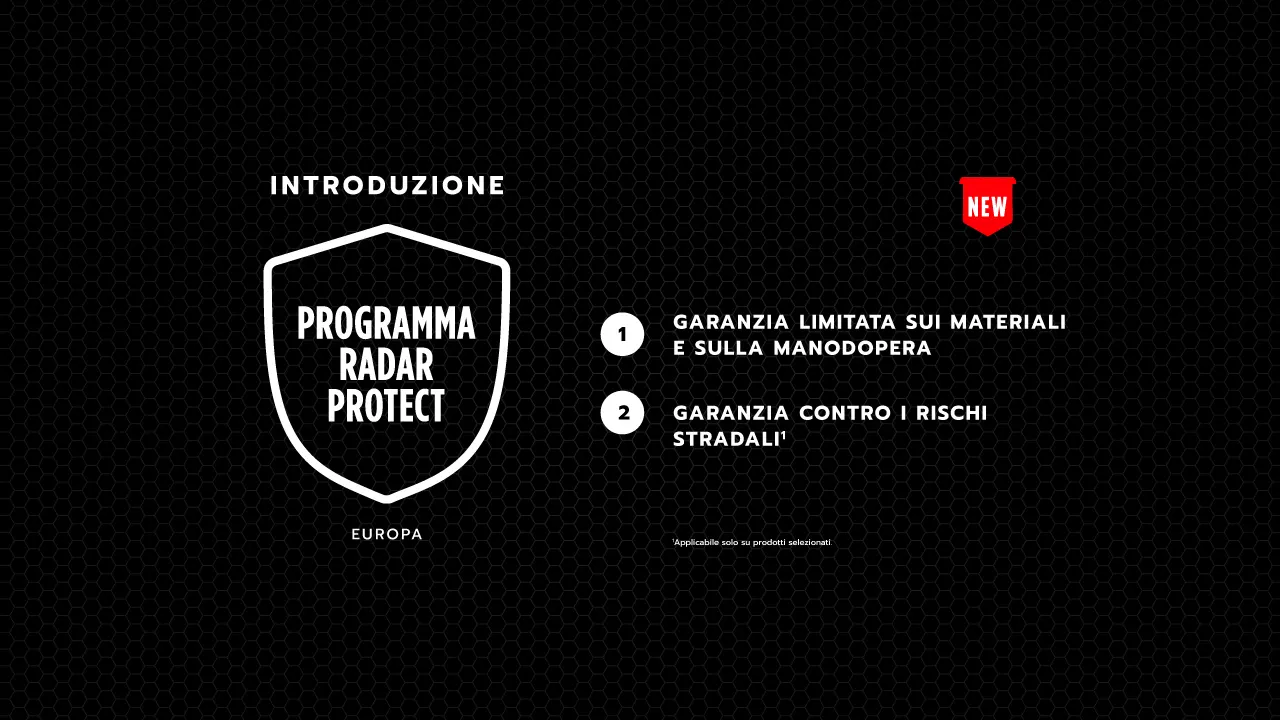 INTRODUZIONE
PROGRAMMA
RADAR
PROTECT
EUROPA
NEW
1
GARANZIA LIMITATA SUI MATERIALI
E SULLA MANODOPERA
2
GARANZIA CONTRO I RISCHI
STRADALI¹
¹Applicabile solo su prodotti selezionati.